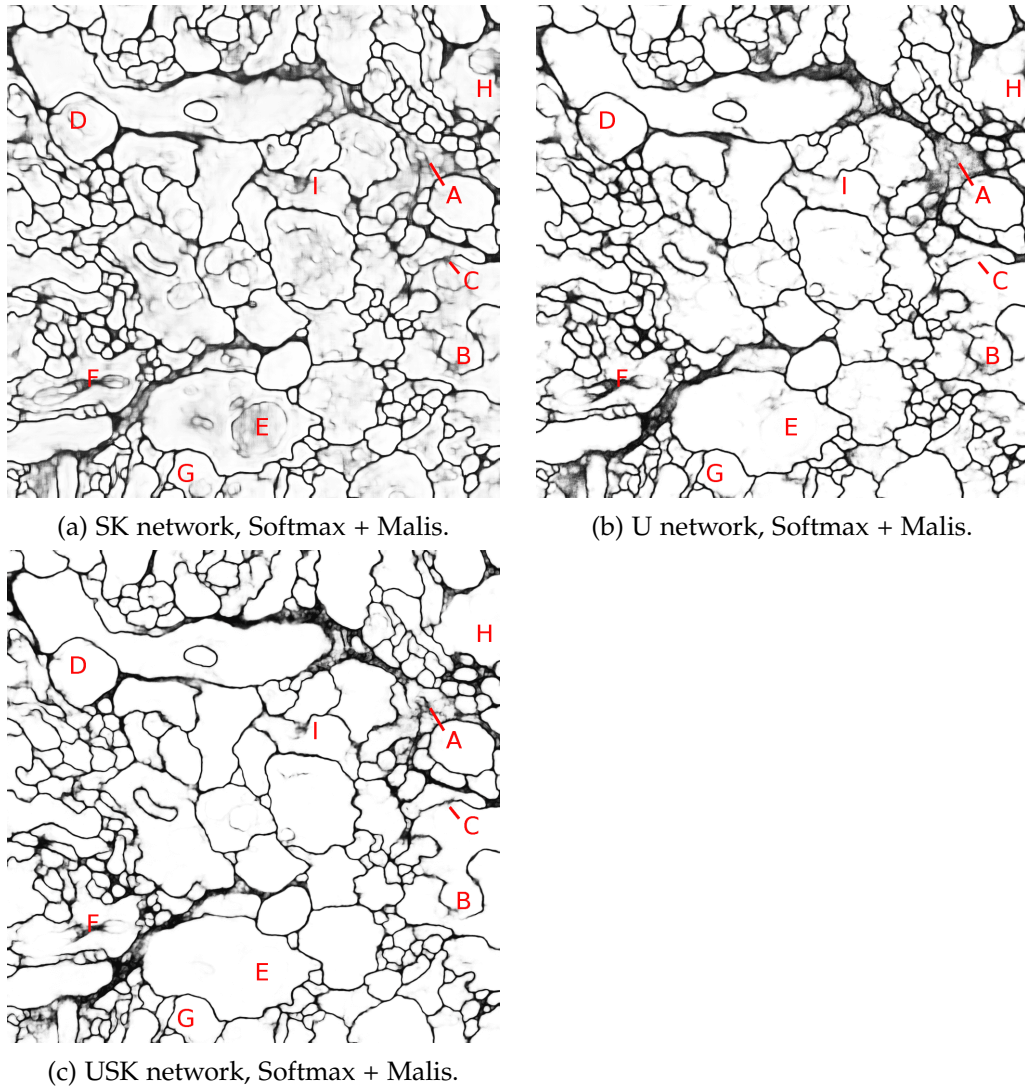 H
D
A
I
C
B
F
E
G
H
D
A
I
C
B
F
E
G
(a) SK network, Softmax + Malis.
(b) U network, Softmax + Malis.
H
D
A
I
C
B
F
E
G
(c) USK network, Softmax + Malis.